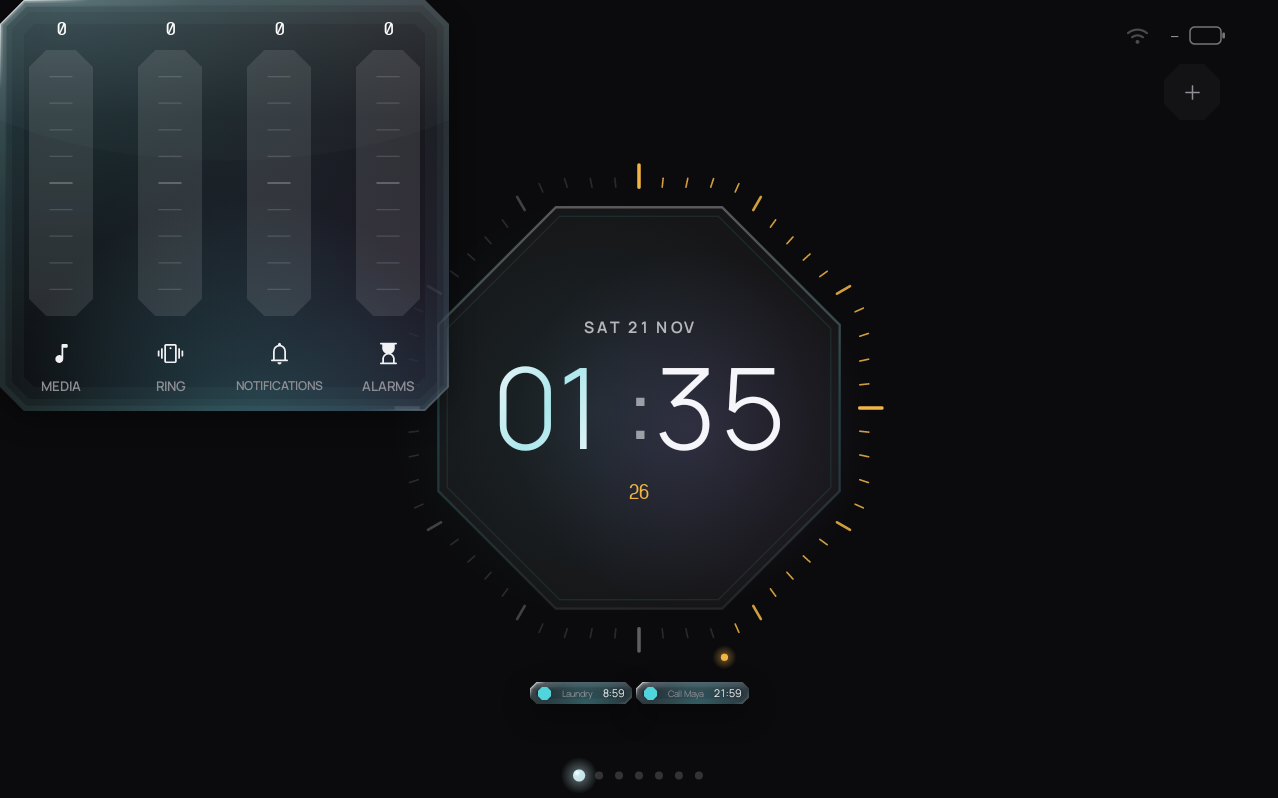 0 0 0 0
MEDIA RING NOTIFICATIONS ALARMS
SAT 21 NOV
01:35
26
Laundry 8:59 Call Maya 21:59